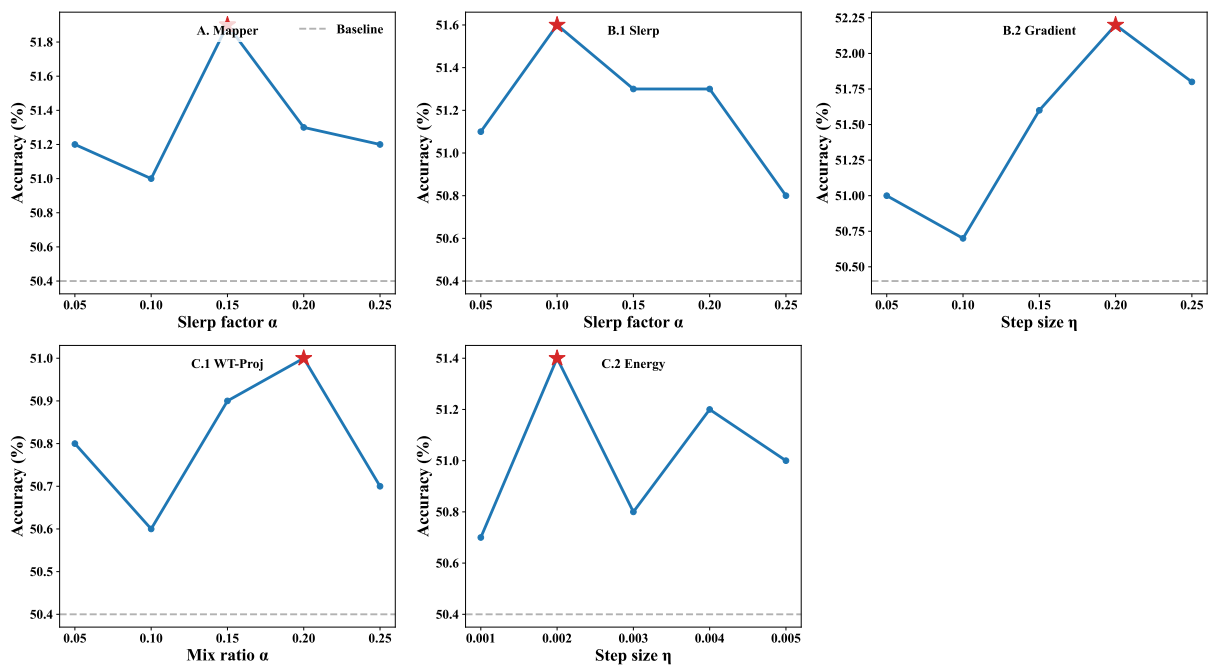 A. Mapper
Baseline
51.8
51.6
51.4
51.2
51.0
50.8
50.6
50.4
Accuracy (%)
0.05 0.10 0.15 0.20 0.25
Slerp factor α
B.1 Slerp
51.6
51.4
51.2
51.0
50.8
50.6
50.4
Accuracy (%)
0.05 0.10 0.15 0.20 0.25
Slerp factor α
B.2 Gradient
52.25
52.00
51.75
51.50
51.25
51.00
50.75
50.50
Accuracy (%)
0.05 0.10 0.15 0.20 0.25
Step size η
C.1 WT-Proj
51.0
50.9
50.8
50.7
50.6
50.5
50.4
Accuracy (%)
0.05 0.10 0.15 0.20 0.25
Mix ratio α
C.2 Energy
51.4
51.2
51.0
50.8
50.6
50.4
Accuracy (%)
0.001 0.002 0.003 0.004 0.005
Step size η